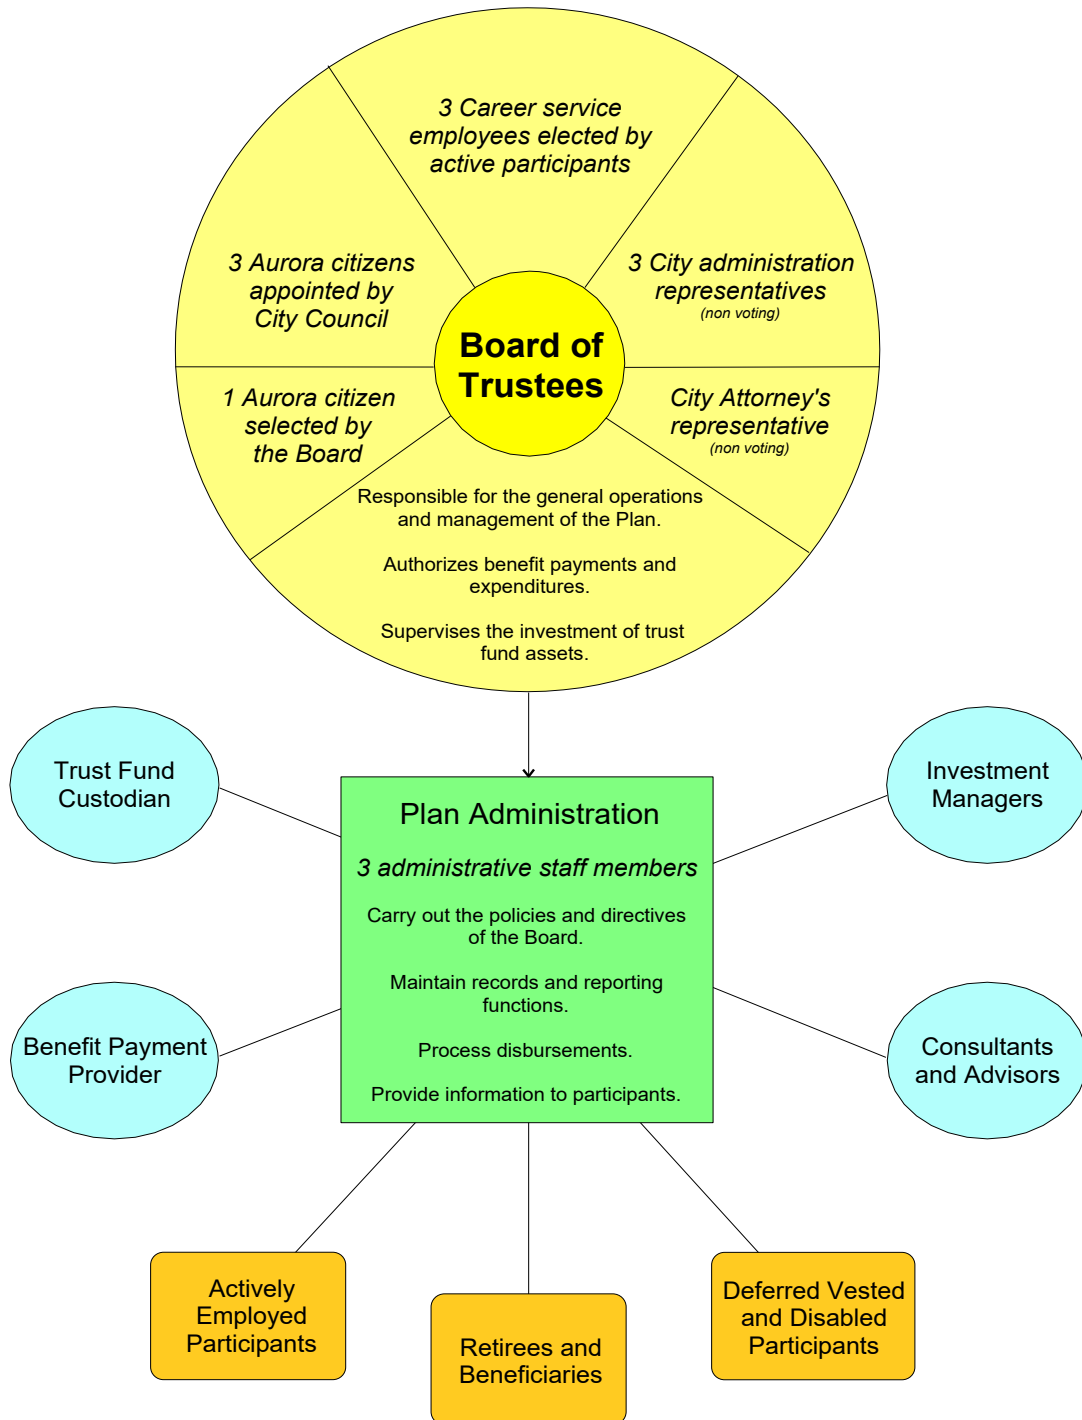 3 Career service
employees elected by
active participants
3 Aurora citizens
appointed by
City Council
3 City administration
representatives
(non voting)
Board of
Trustees
1 Aurora citizen
selected by
the Board
City Attorney's
representative
(non voting)
Responsible for the general operations
and management of the Plan.
Authorizes benefit payments and
expenditures.
Supervises the investment of trust
fund assets.
Trust Fund
Custodian
Investment
Managers
Plan Administration
3 administrative staff members
Carry out the policies and directives
of the Board.
Maintain records and reporting
functions.
Process disbursements.
Provide information to participants.
Benefit Payment
Provider
Consultants
and Advisors
Actively
Employed
Participants
Retirees and
Beneficiaries
Deferred Vested
and Disabled
Participants